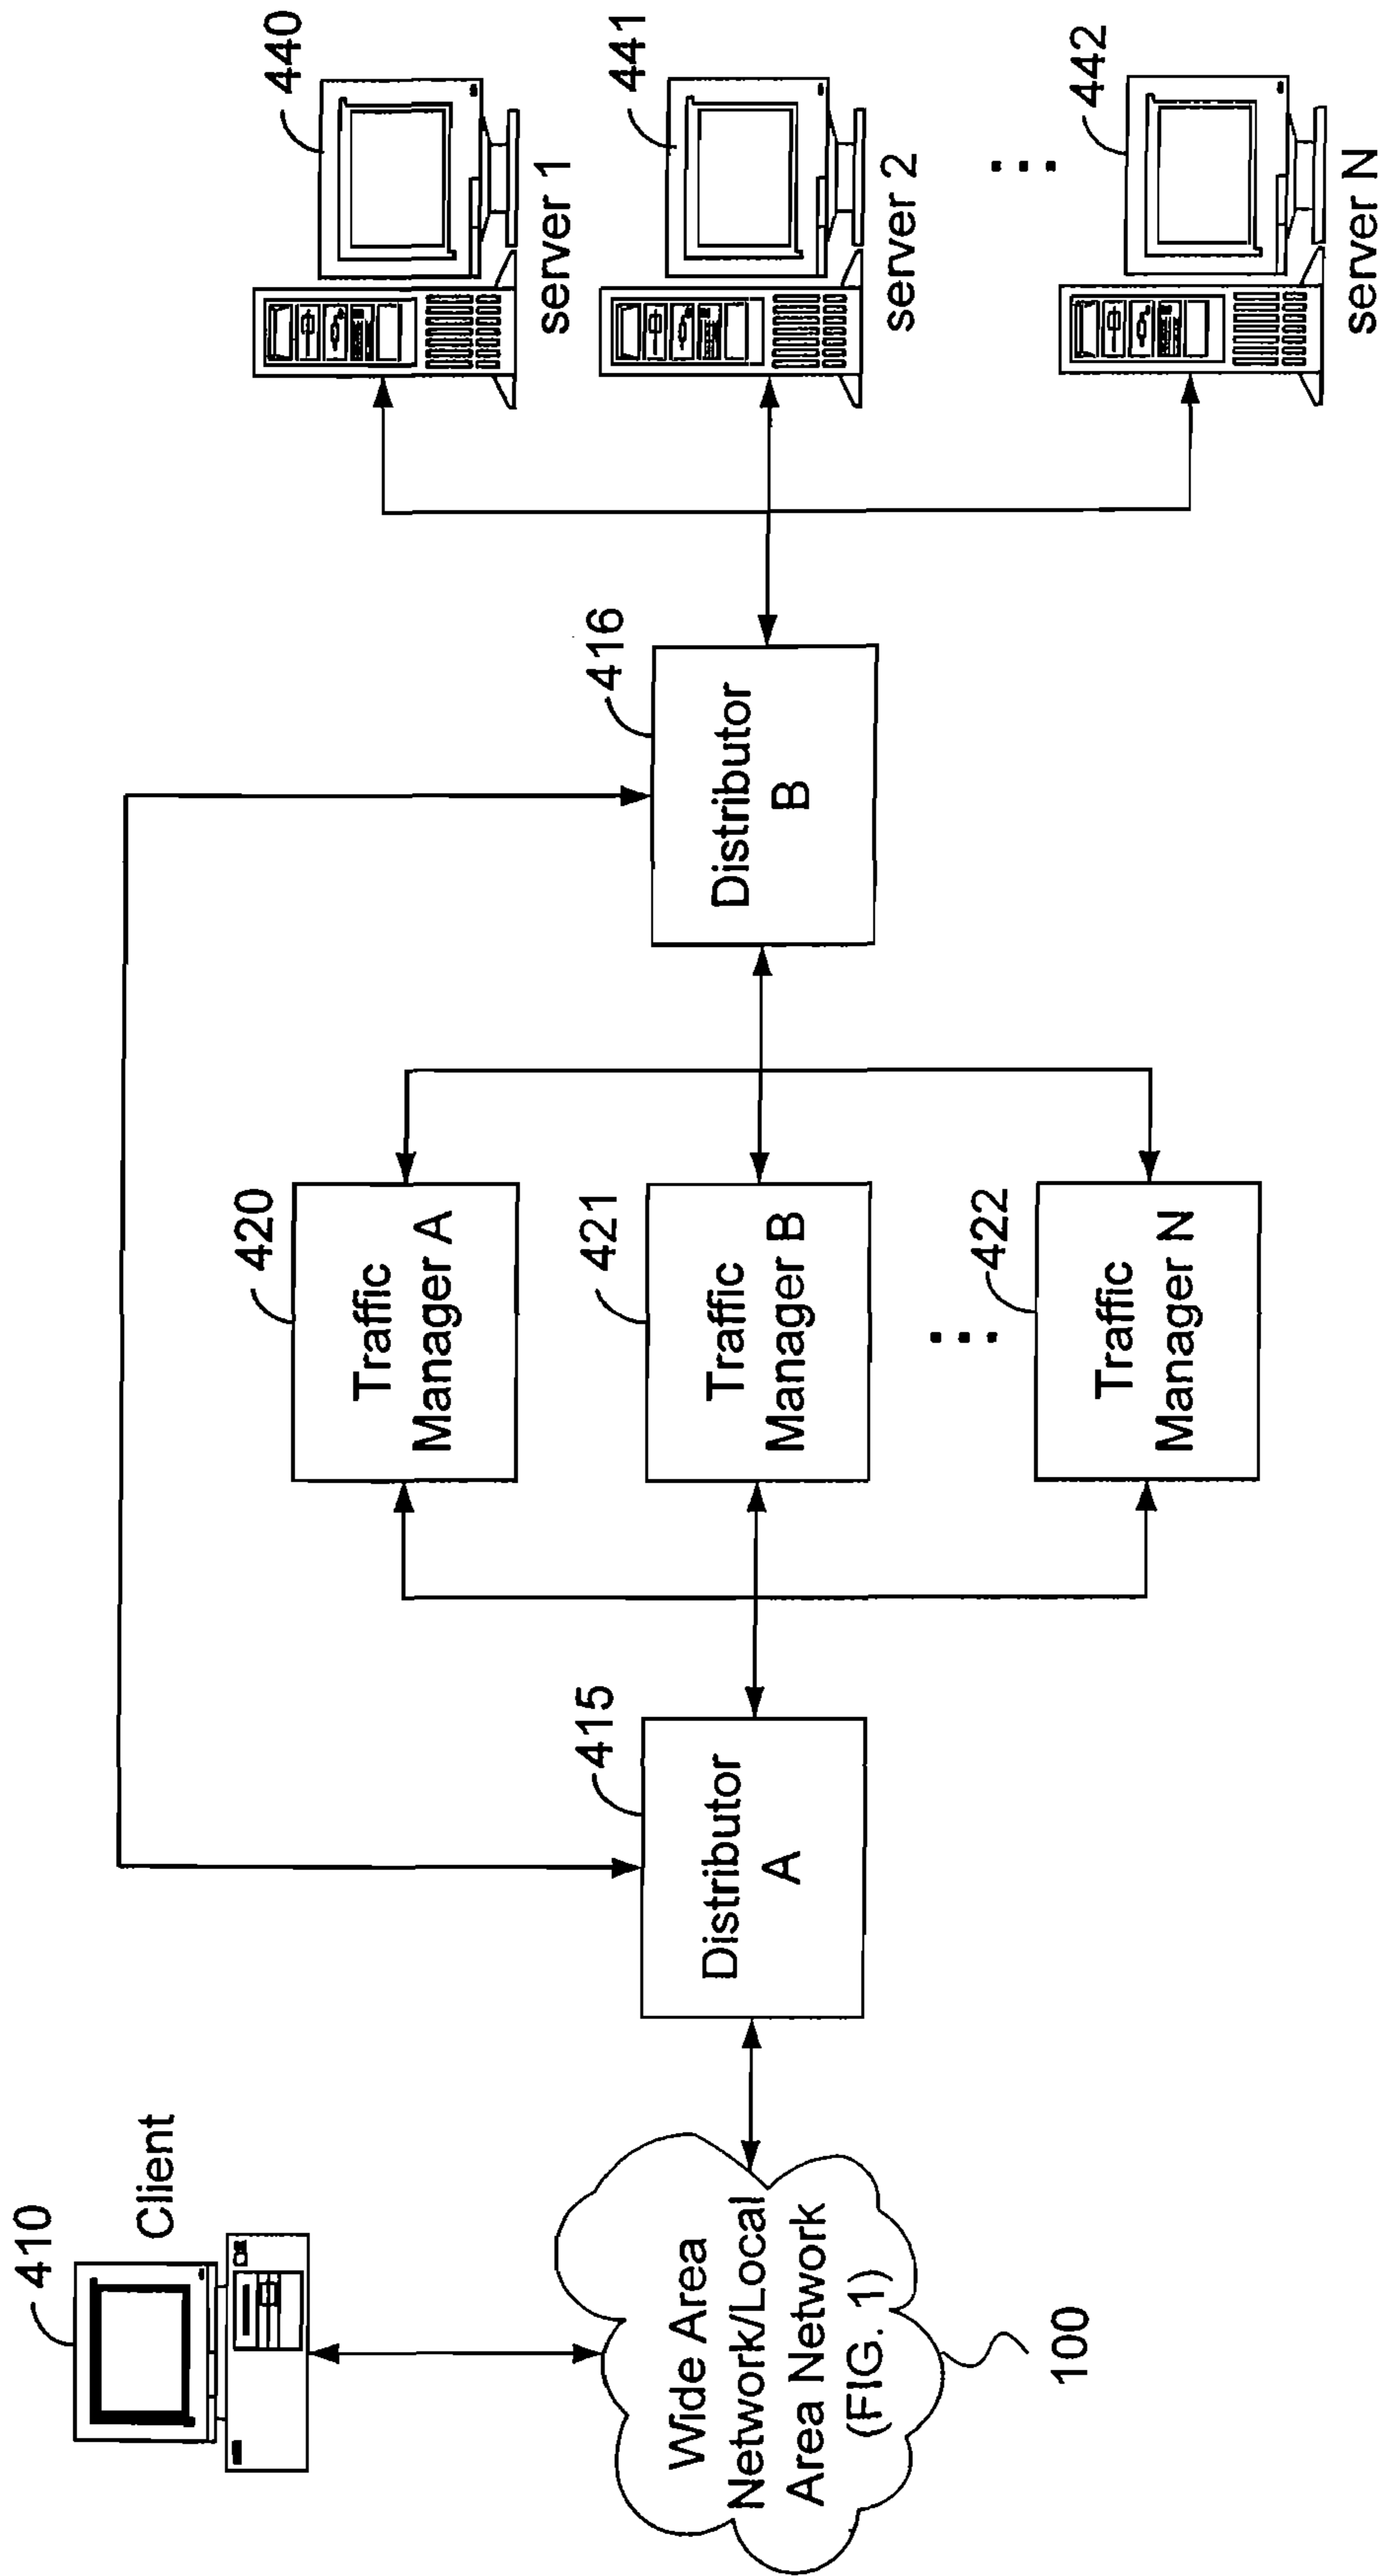 410
Client
Wide Area
Network/Local
Area Network
(FIG. 1)
100
415
Distributor
A
420
Traffic
Manager A
421
Traffic
Manager B
422
Traffic
Manager N
416
Distributor
B
440
server 1
441
server 2
442
server N